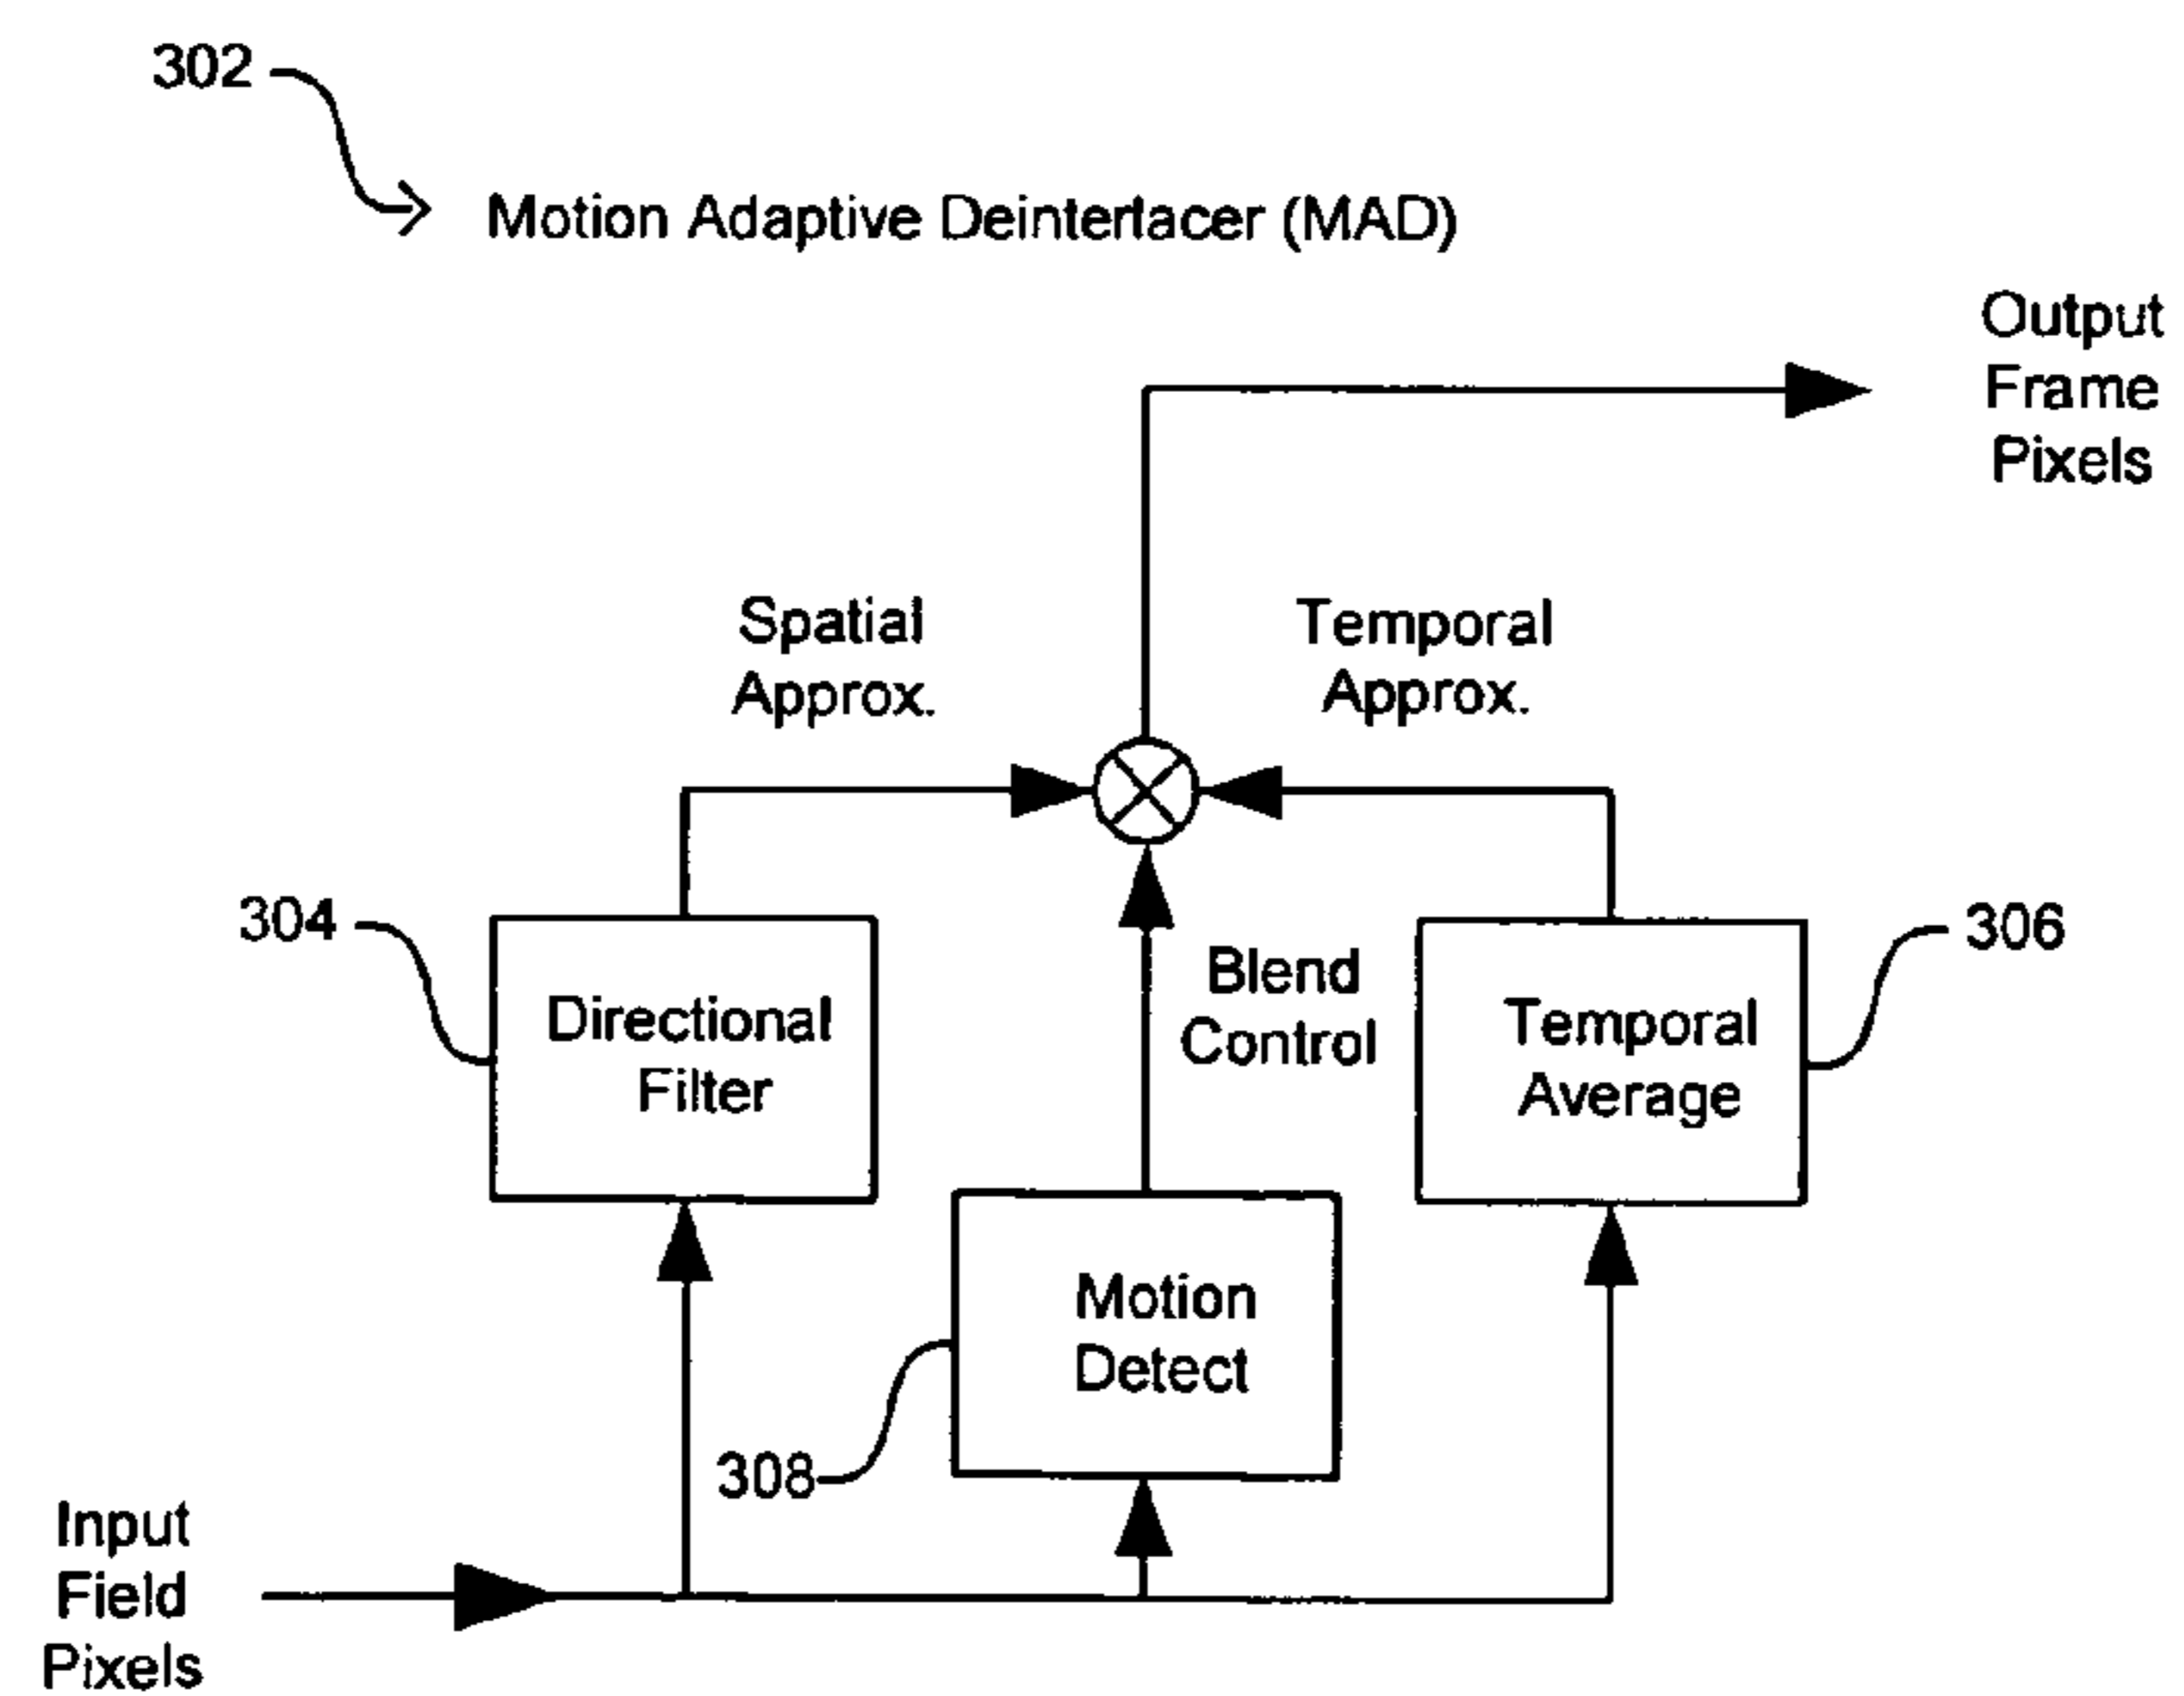 302
Motion Adaptive Deinterlacer (MAD)
Output
Frame
Pixels
Spatial
Approx.
Temporal
Approx.
304
Directional
Filter
Blend
Control
Temporal
Average
306
Motion
Detect
308
Input
Field
Pixels